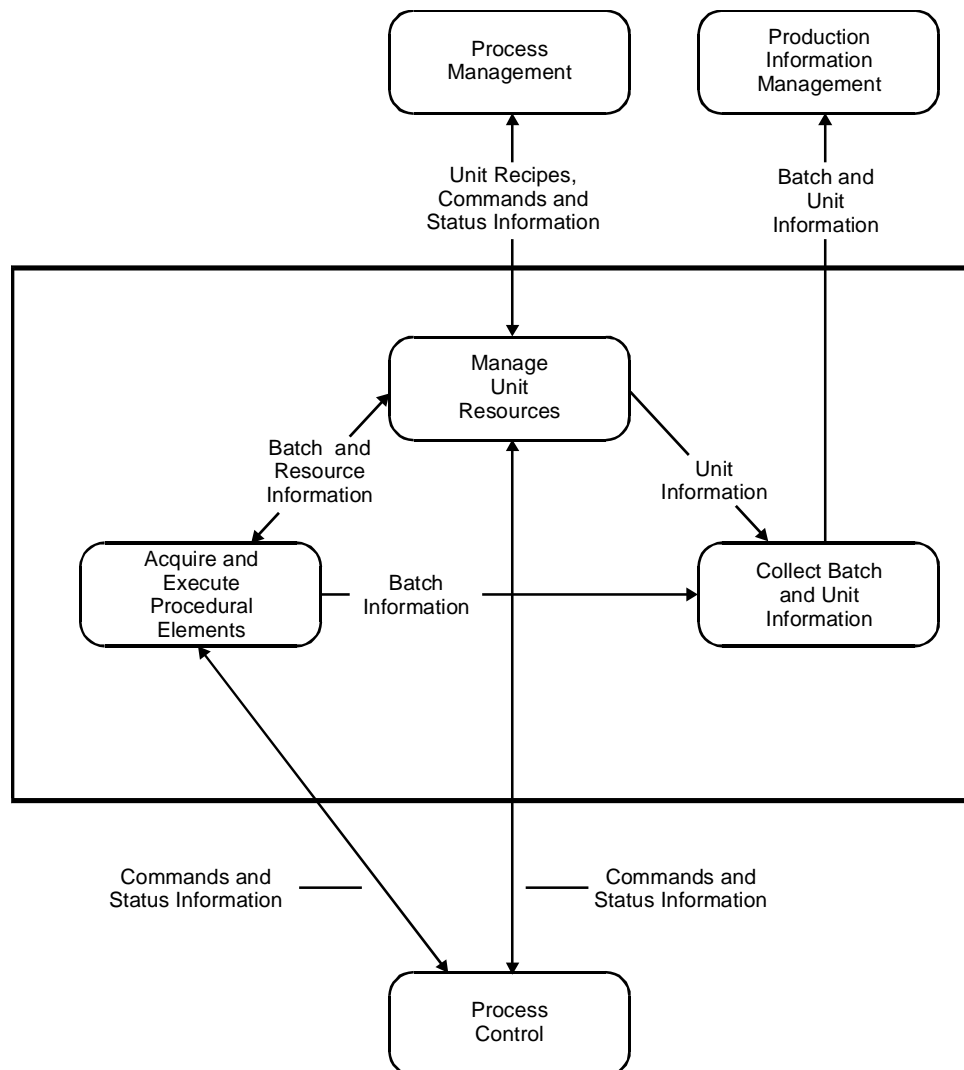 Process
Management
Production
Information
Management
Unit Recipes,
Commands and
Status Information
Batch and
Unit
Information
Manage
Unit
Resources
Batch and
Resource
Information
Unit
Information
Acquire and
Execute
Procedural
Elements
Batch
Information
Collect Batch
and Unit
Information
Commands and
Status Information
Commands and
Status Information
Process
Control